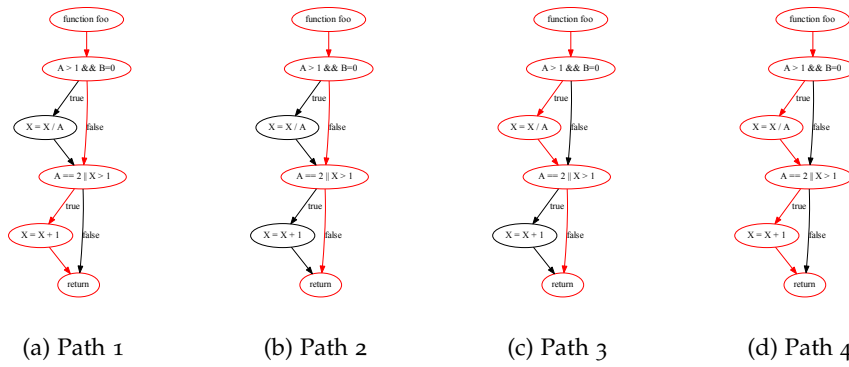 function foo
A > 1 && B=0
true
X = X / A
false
A == 2 || X > 1
true
X = X + 1
false
return
(a) Path 1
function foo
A > 1 && B=0
true
X = X / A
false
A == 2 || X > 1
true
X = X + 1
false
return
(b) Path 2
function foo
A > 1 && B=0
true
X = X / A
false
A == 2 || X > 1
true
X = X + 1
false
return
(c) Path 3
function foo
A > 1 && B=0
true
X = X / A
false
A == 2 || X > 1
true
X = X + 1
false
return
(d) Path 4